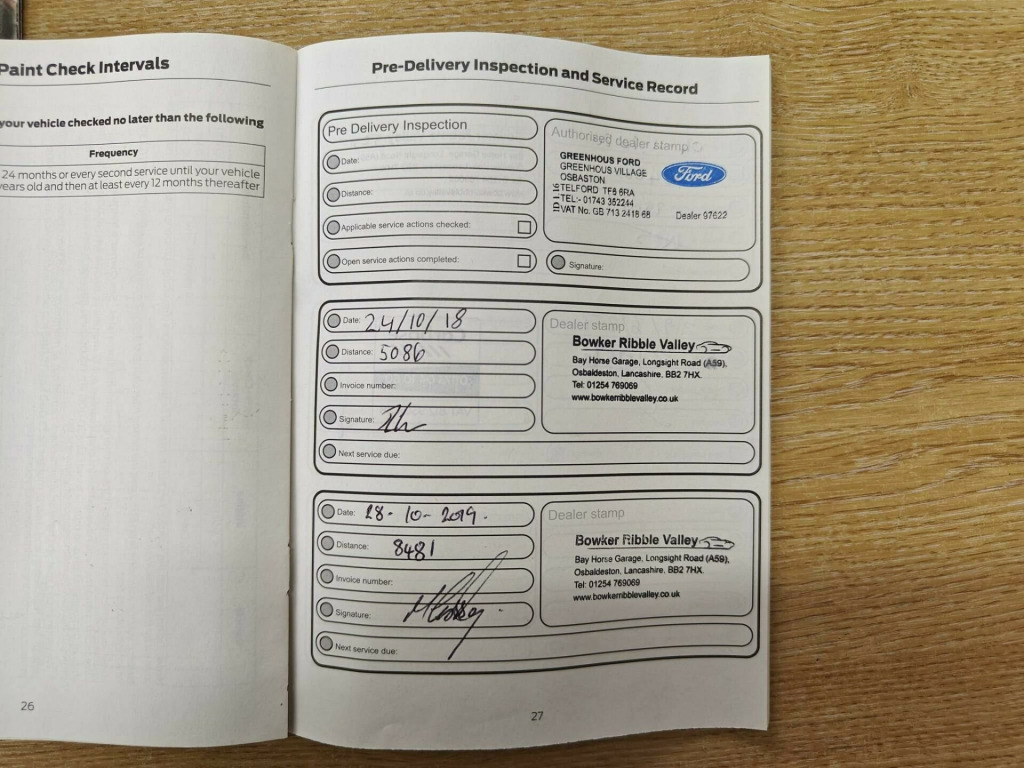 Paint Check Intervals
your vehicle checked no later than the following
Frequency
24 months or every second service until your vehicle
years old and then at least every 12 months thereafter
26
Pre-Delivery Inspection and Service Record
Pre Delivery Inspection
Date:
Distance:
Applicable service actions checked:
Open service actions completed:
Authorised dealer stamp
GREENHOUS FORD
GREENHOUS VILLAGE
OSBASTON
TELFORD TF6 6RA
TEL:- 01743 352244
VAT No. GB 713 2418 68
Ford
Dealer 97622
Signature:
Date: 24/10/18
Distance: 5086
Invoice number:
Signature:
Next service due:
Dealer stamp
Bowker Ribble Valley
Bay Horse Garage, Longsight Road (A59),
Osbaldeston, Lancashire, BB2 7HX.
Tel: 01254 769069
www.bowkerribblevalley.co.uk
Date: 28-10-2019.
Distance: 8481
Invoice number:
Signature:
Next service due:
Dealer stamp
Bowker Ribble Valley
Bay Horse Garage, Longsight Road (A59),
Osbaldeston, Lancashire, BB2 7HX.
Tel: 01254 769069
www.bowkerribblevalley.co.uk
27